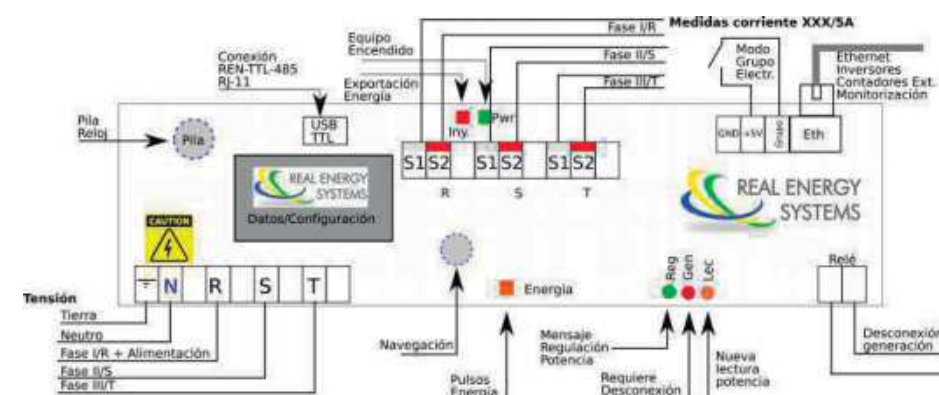 Medidas corriente XXX/5A
Fase I/R
Fase II/S
Fase III/T
Equipo
Encendido
Exportación
Energía
Conexión
REN-TTL-485
RJ-11
Modo
Grupo
Electr.
Ethernet
Inversores
Contadores Ext.
Monitorización
Pila
Reloj
Pila
USB
TTL
Iny.
Pwr
S1 S2 S1 S2 S1 S2
R S T
GND +5V Grupo Eth
REAL ENERGY
SYSTEMS
Datos/Configuración
REAL ENERGY
SYSTEMS
CAUTION
N R S T
Energia
Reg
Gen
Lec
Relé
Tensión
Tierra
Neutro
Fase I/R + Alimentación
Fase II/S
Fase III/T
Navegación
Pulsos
Energía
Mensaje
Regulación
Potencia
Requiere
Desconexión
Nueva
lectura
potencia
Desconexión
generación